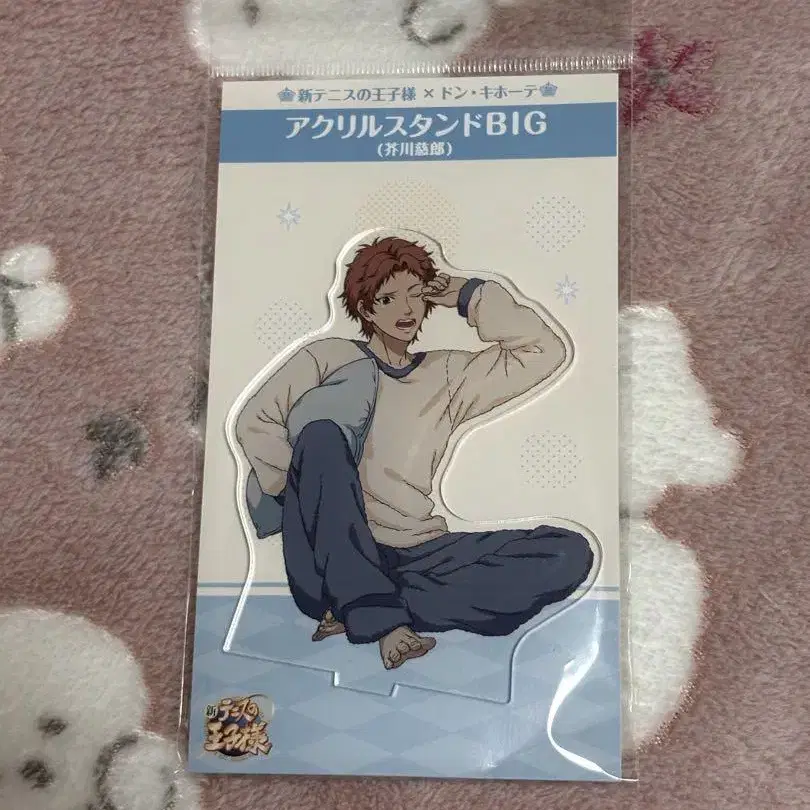 新テニスの王子様 × ドン・キホーテ
アクリルスタンドBIG
(芥川慈郎)
新テニスの
王子様